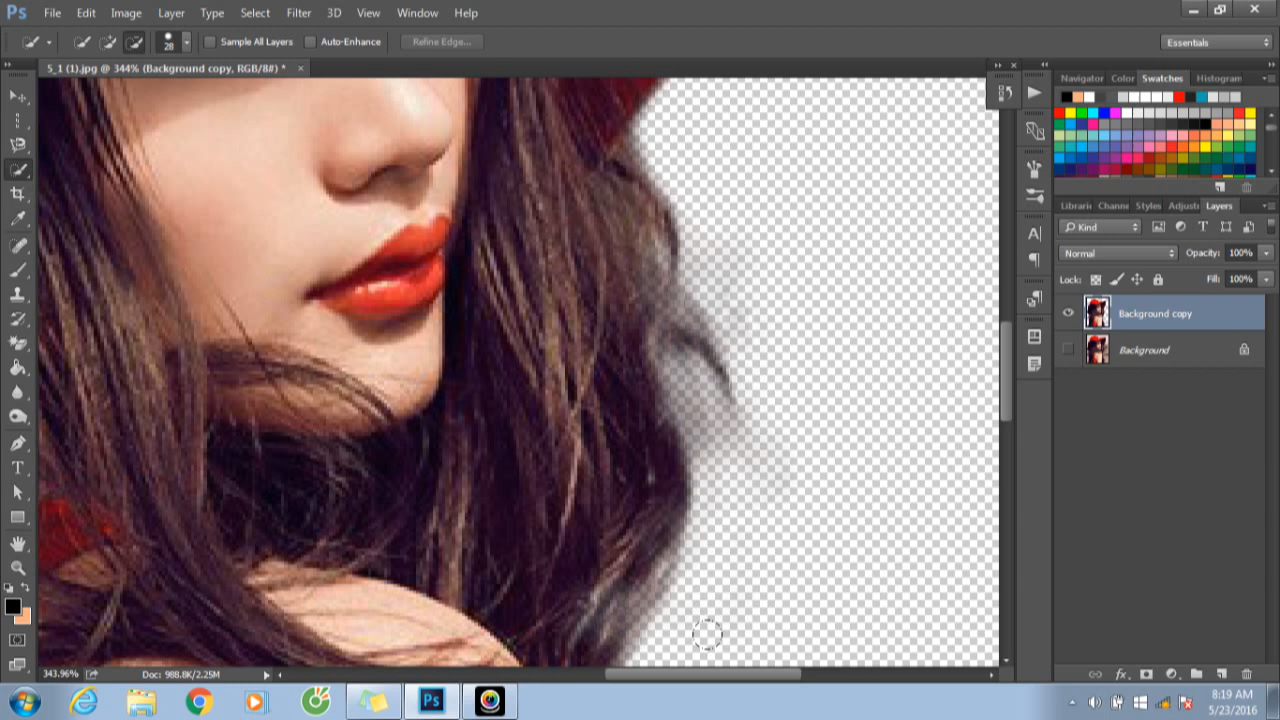 Ps File Edit Image Layer Type Select Filter 3D View Window Help
28 Sample All Layers Auto-Enhance Refine Edge... Essentials
5_1 (1).jpg @ 344% (Background copy, RGB/8#) * ×
Navigator Color Swatches Histogram
Librarie Channe Styles Adjustr Layers
Kind
Normal Opacity: 100%
Lock: Fill: 100%
Background copy
Background
343.96% Doc: 988.8K/2.25M
8:19 AM
5/23/2016